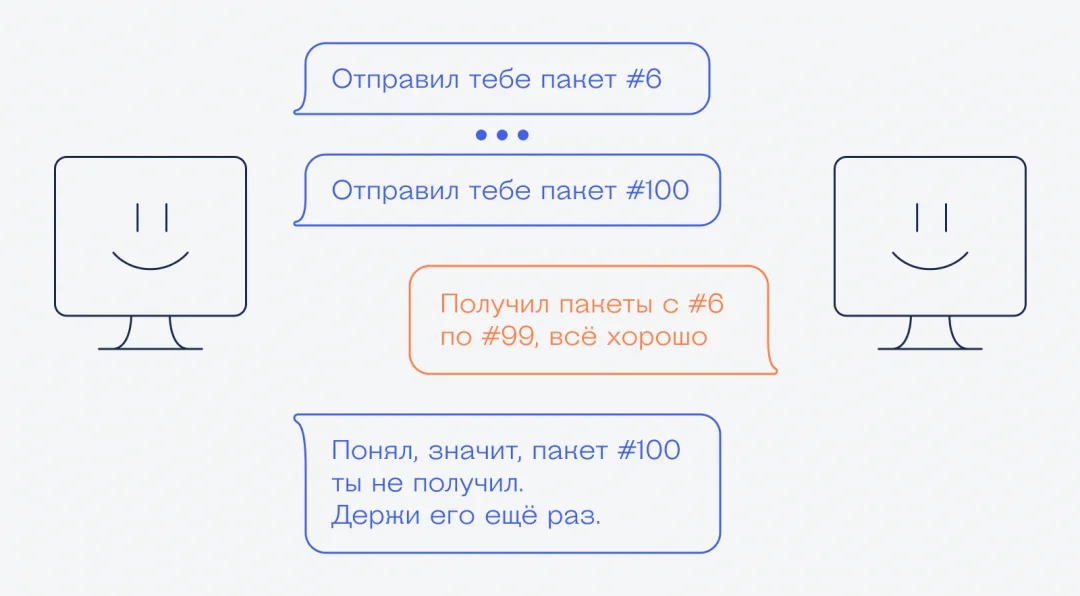 Отправил тебе пакет #6
Отправил тебе пакет #100
Получил пакеты с #6
по #99, всё хорошо
Понял, значит, пакет #100
ты не получил.
Держи его ещё раз.